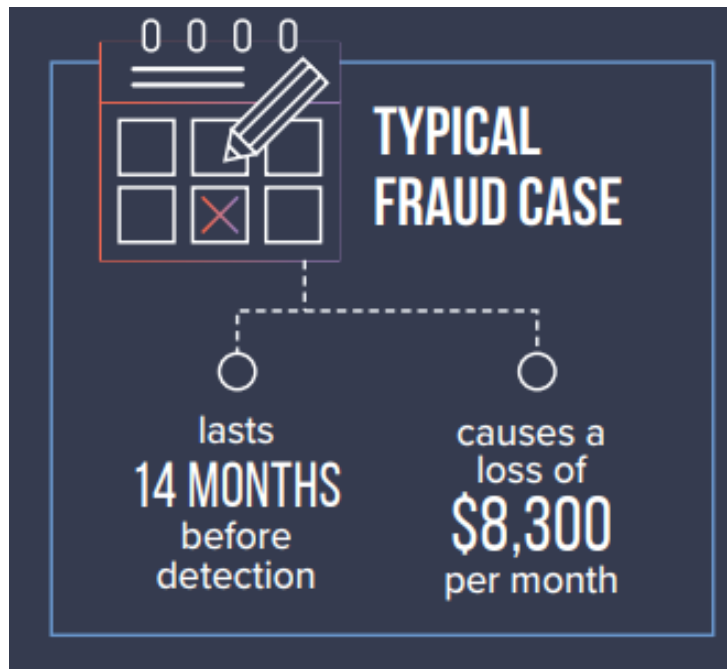 TYPICAL
FRAUD CASE
lasts
14 MONTHS
before
detection
causes a
loss of
$8,300
per month